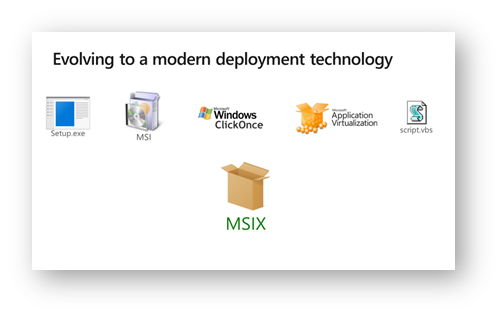 Evolving to a modern deployment technology
Setup.exe
MSI
Microsoft
Windows
ClickOnce
Microsoft
Application
Virtualization
script.vbs
MSIX